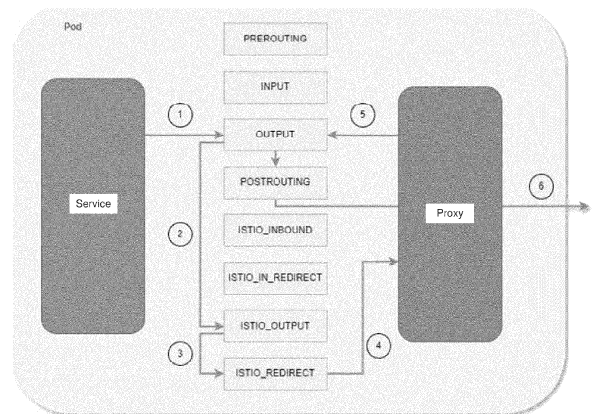 Pod
PREROUTING
INPUT
1
5
OUTPUT
POSTROUTING
Service
Proxy
6
2
ISTIO_INBOUND
ISTIO_IN_REDIRECT
ISTIO_OUTPUT
3
4
ISTIO_REDIRECT